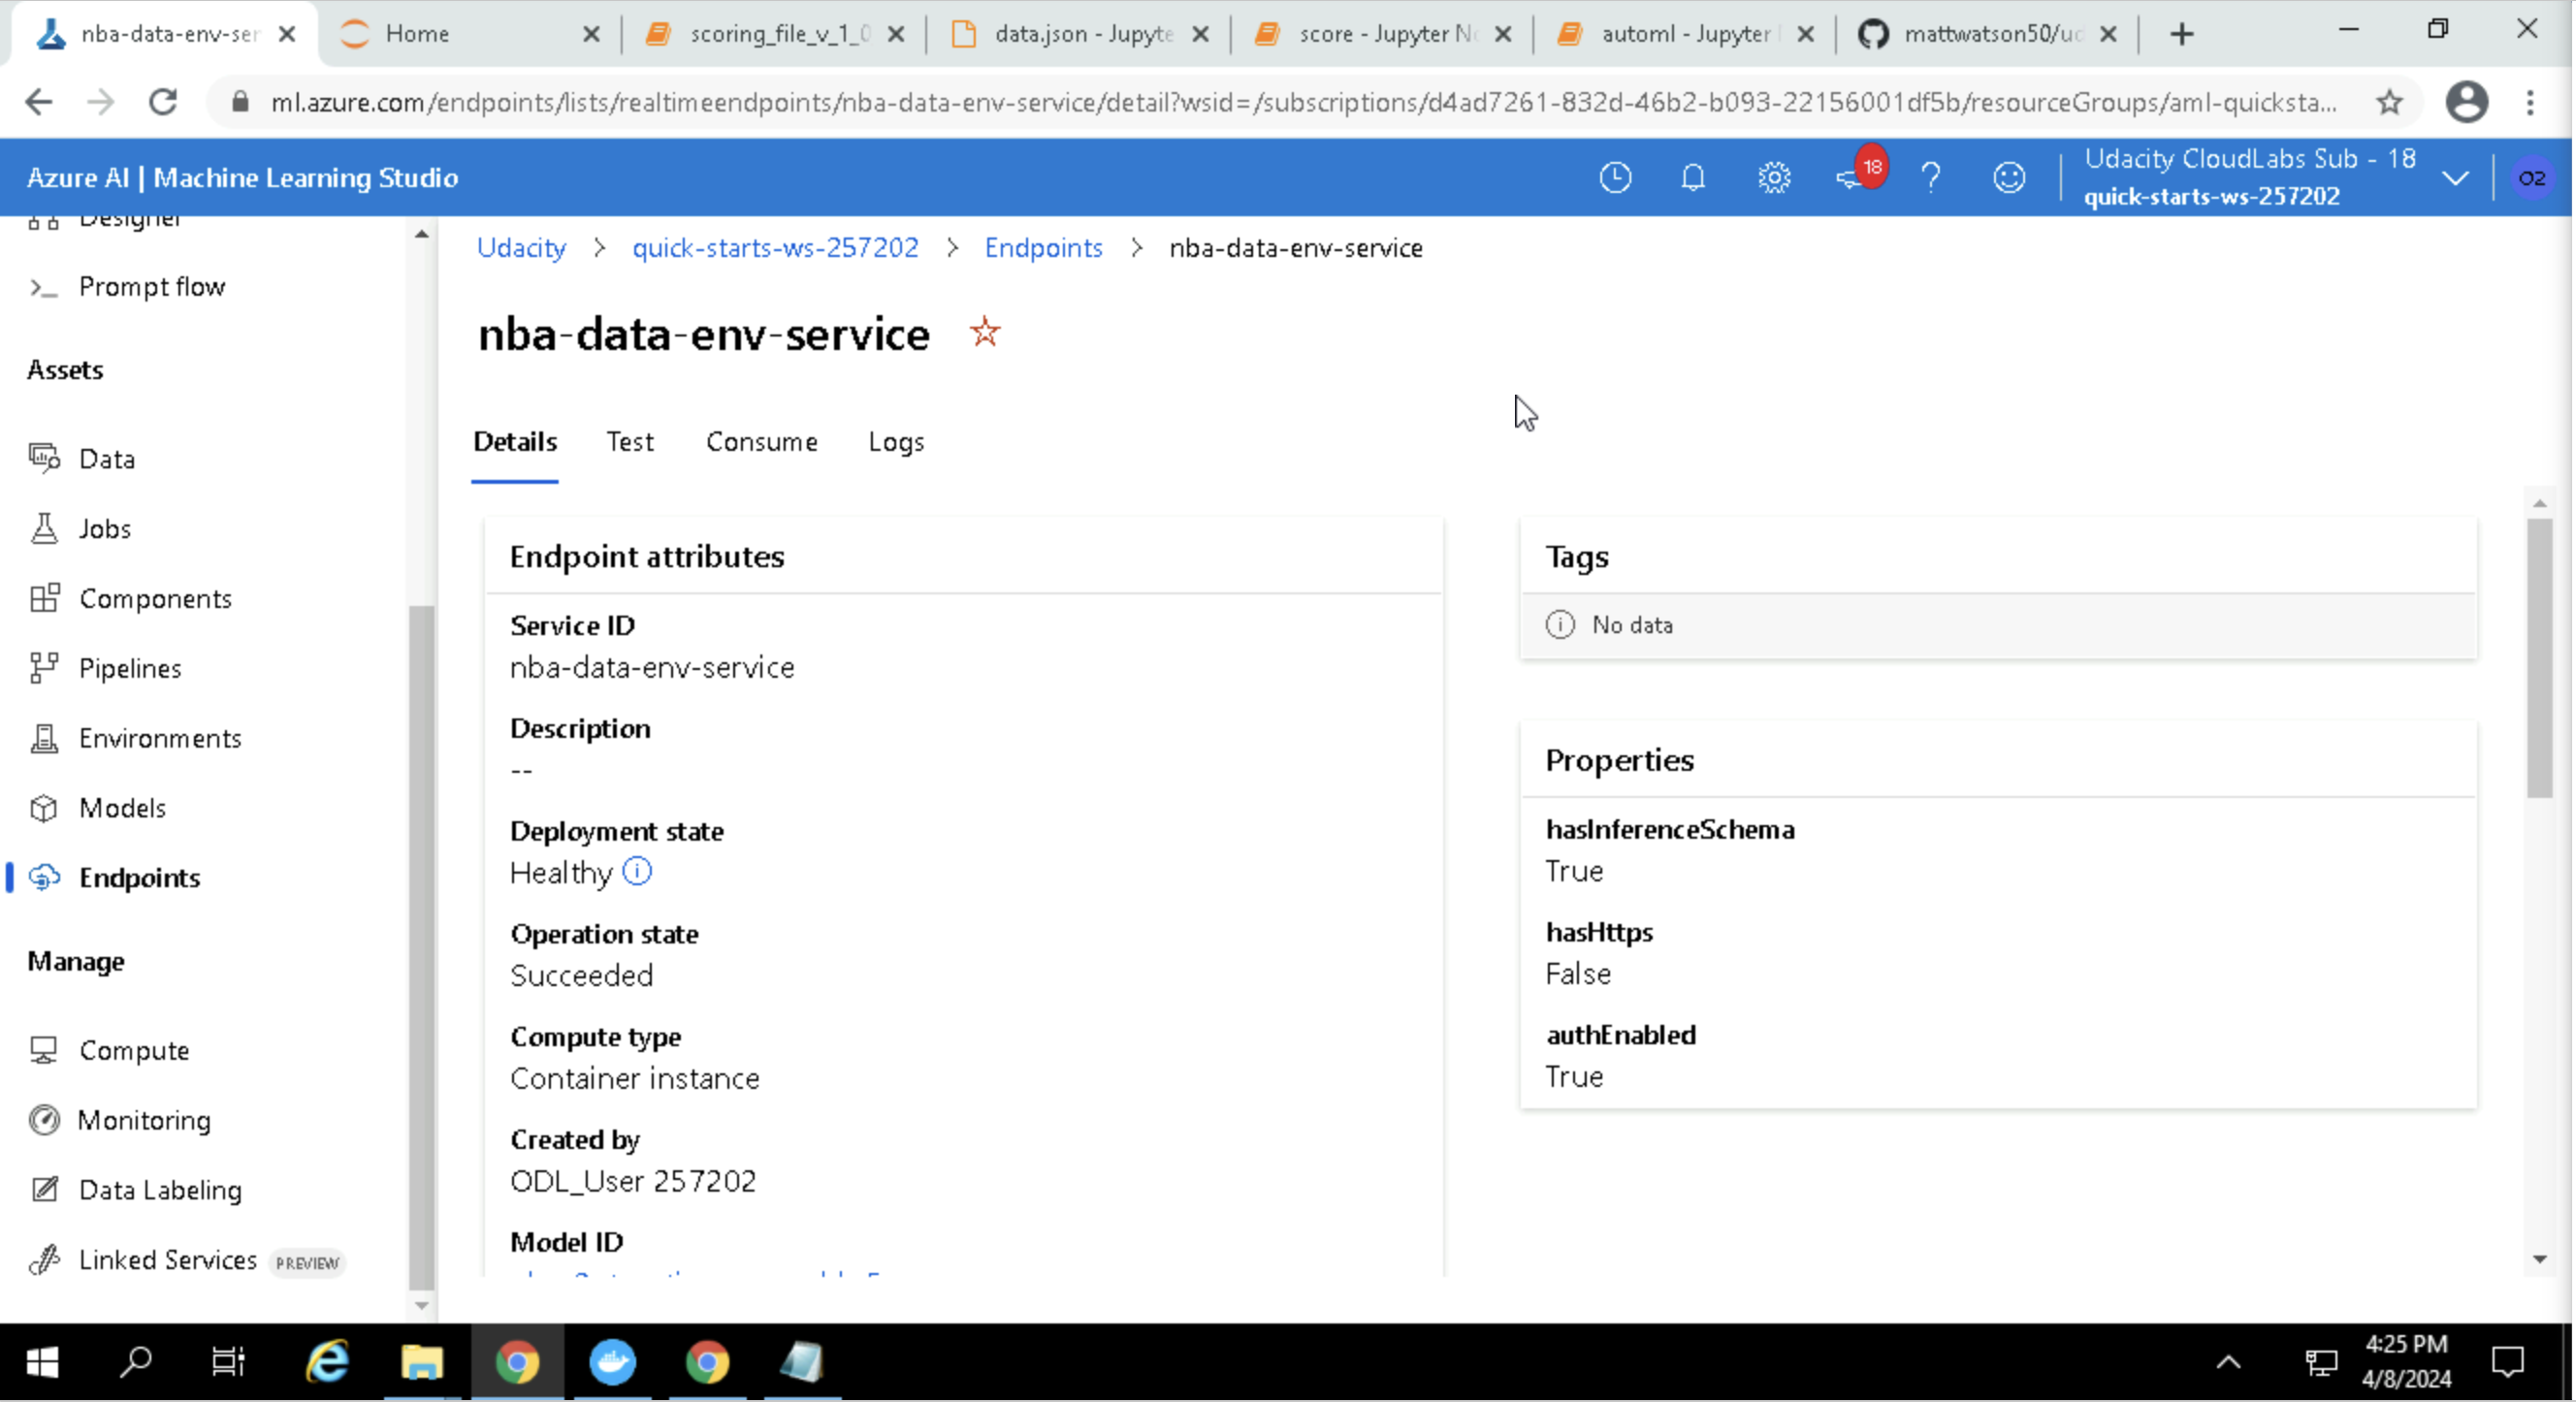 nba-data-env-ser
Home
scoring_file_v_1_0
data.json - Jupyte
score - Jupyter N
automl - Jupyter
mattwatson50/ud
ml.azure.com/endpoints/lists/realtimeendpoints/nba-data-env-service/detail?wsid=/subscriptions/d4ad7261-832d-46b2-b093-22156001df5b/resourceGroups/aml-quicksta...
Azure AI | Machine Learning Studio
18
Udacity CloudLabs Sub - 18
quick-starts-ws-257202
O2
Designer
Prompt flow
Assets
Data
Jobs
Components
Pipelines
Environments
Models
Endpoints
Manage
Compute
Monitoring
Data Labeling
Linked Services PREVIEW
Udacity > quick-starts-ws-257202 > Endpoints > nba-data-env-service
nba-data-env-service
Details Test Consume Logs
Endpoint attributes
Service ID
nba-data-env-service
Description
--
Deployment state
Healthy
Operation state
Succeeded
Compute type
Container instance
Created by
ODL_User 257202
Model ID
Tags
No data
Properties
hasInferenceSchema
True
hasHttps
False
authEnabled
True
4:25 PM
4/8/2024